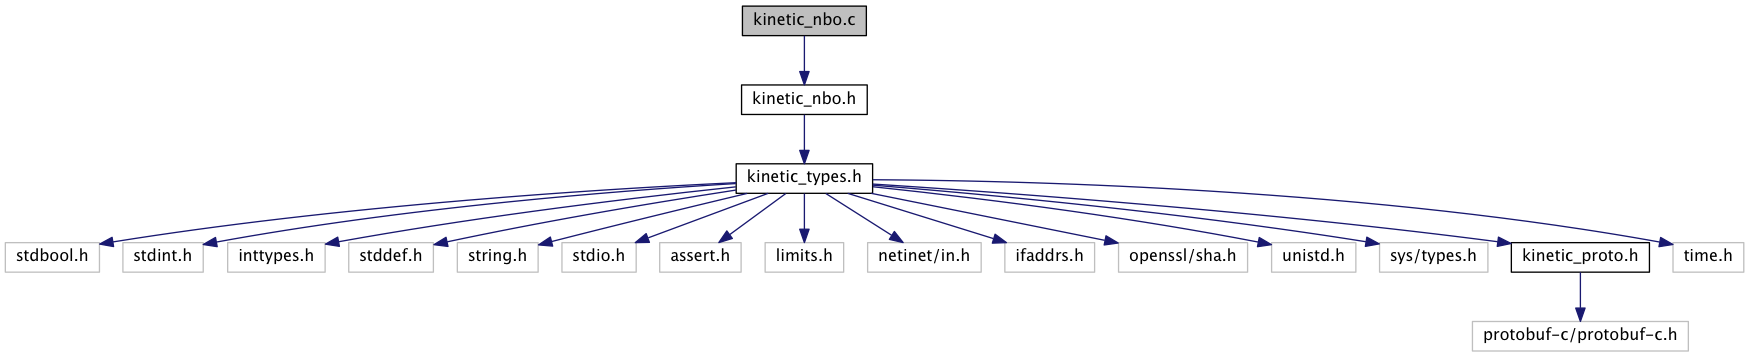 kinetic_nbo.c
kinetic_nbo.h
kinetic_types.h
stdbool.h
stdint.h
inttypes.h
stddef.h
string.h
stdio.h
assert.h
limits.h
netinet/in.h
ifaddrs.h
openssl/sha.h
unistd.h
sys/types.h
kinetic_proto.h
time.h
protobuf-c/protobuf-c.h